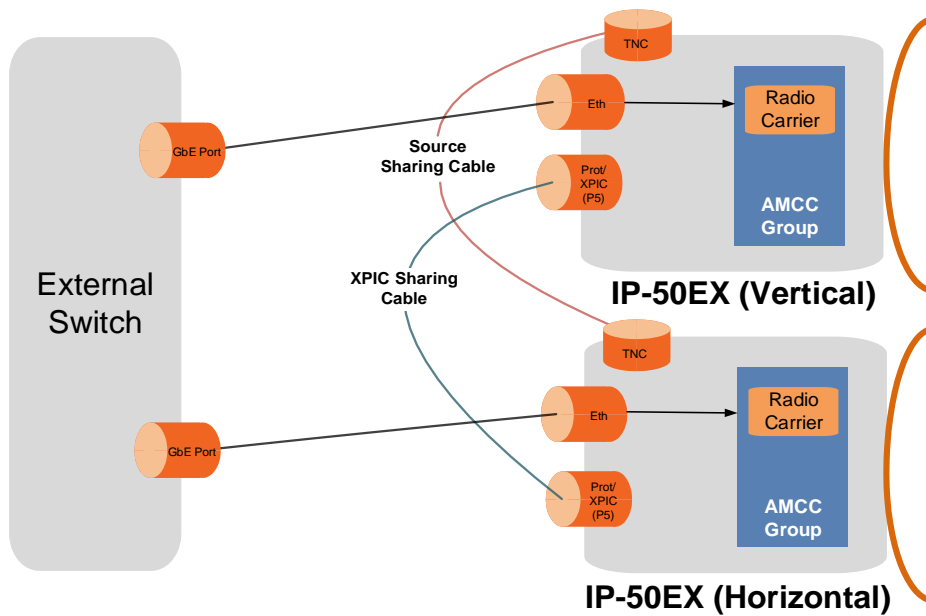 TNC
Eth
Radio
Carrier
GbE Port
Source
Sharing Cable
Prot/
XPIC
(P5)
AMCC
Group
XPIC Sharing
Cable
External
Switch
IP-50EX (Vertical)
TNC
Eth
Radio
Carrier
GbE Port
Prot/
XPIC
(P5)
AMCC
Group
IP-50EX (Horizontal)